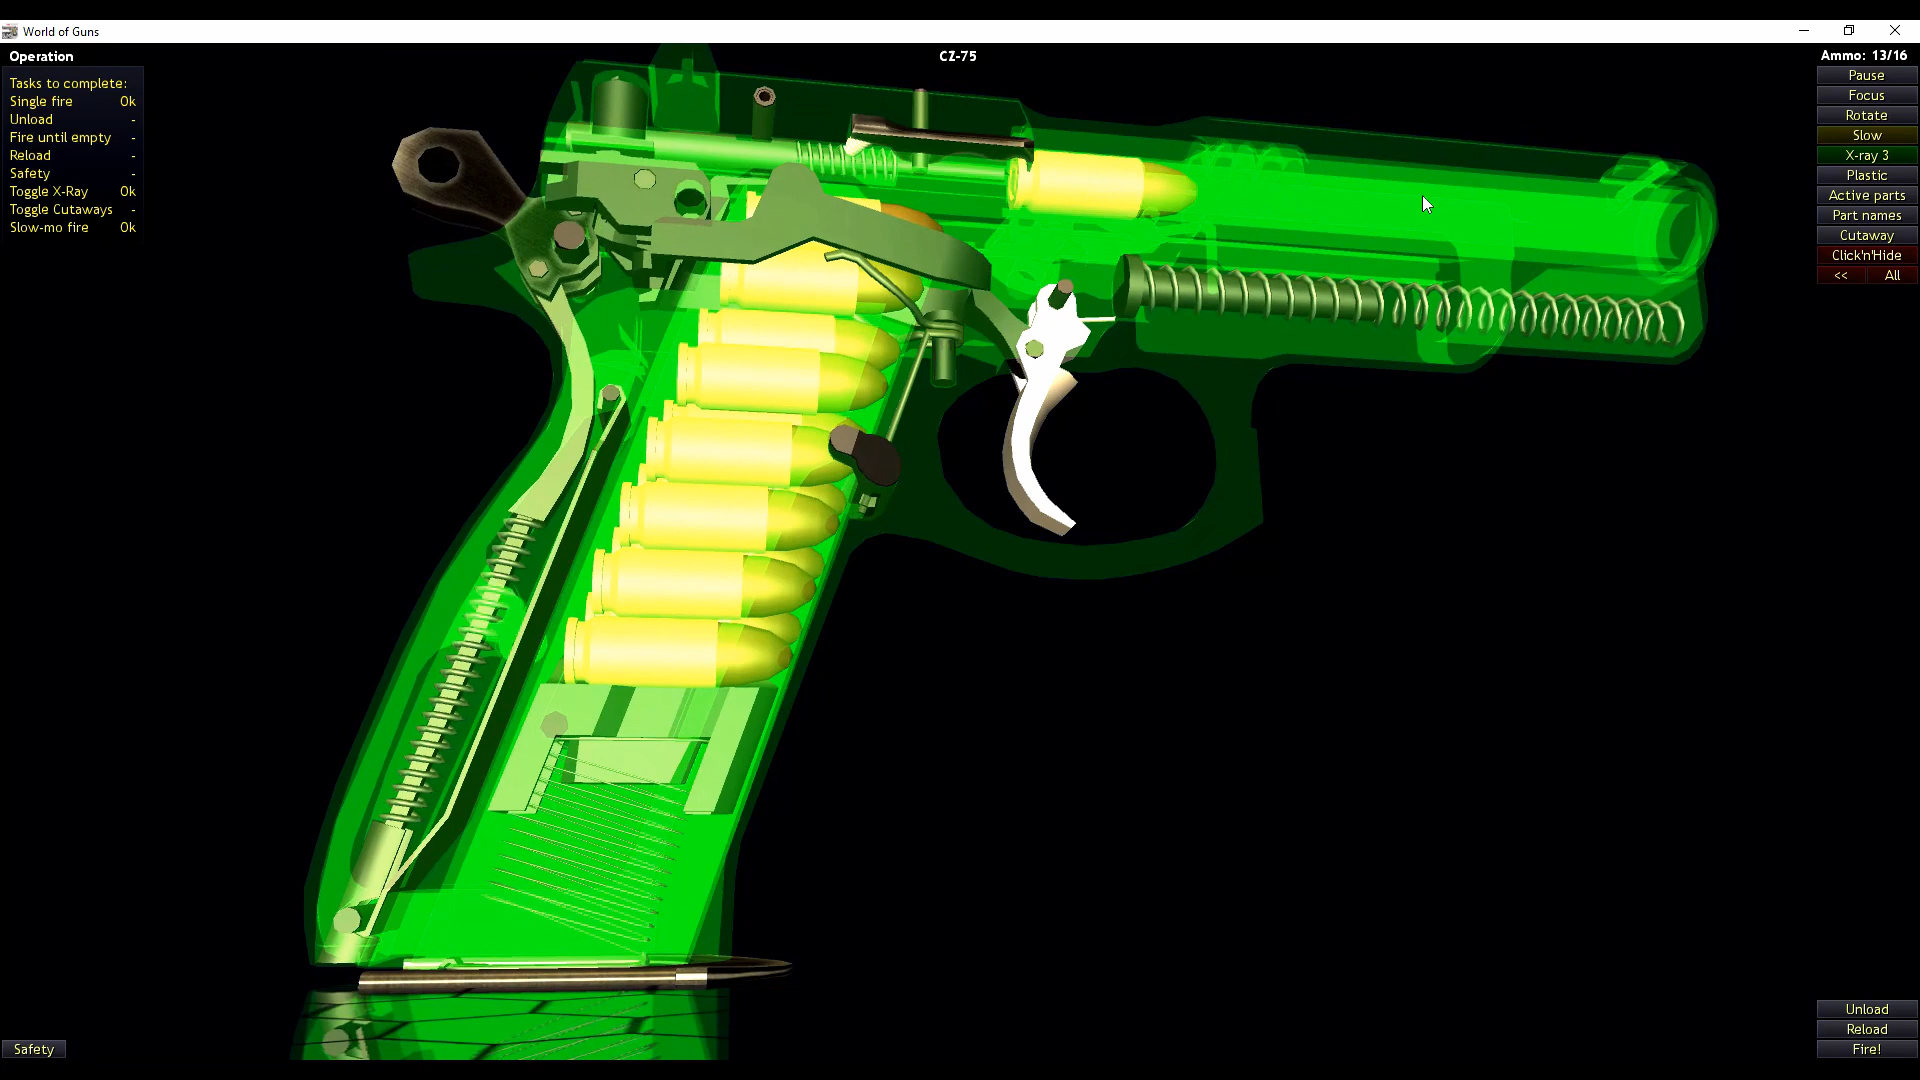 World of Guns
Operation
CZ-75
Ammo: 13/16
Tasks to complete:
Single fire Ok
Unload -
Fire until empty -
Reload -
Safety -
Toggle X-Ray Ok
Toggle Cutaways -
Slow-mo fire Ok
Pause
Focus
Rotate
Slow
X-ray 3
Plastic
Active parts
Part names
Cutaway
Click'n'Hide
<< All
Unload
Reload
Fire!
Safety